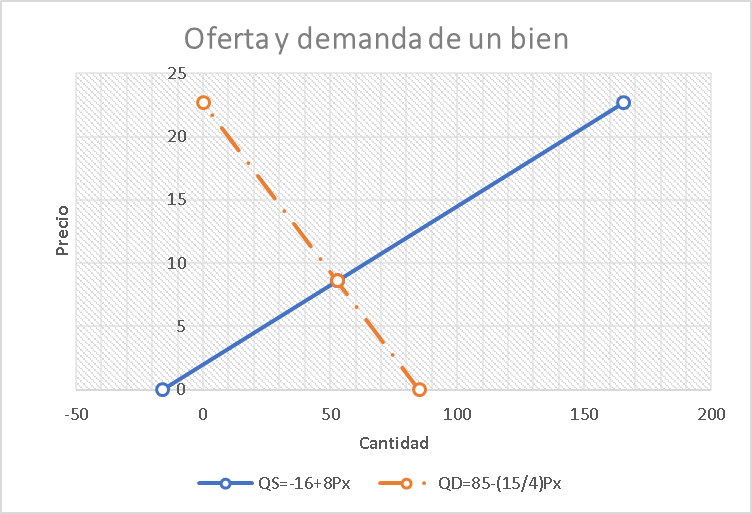 Oferta y demanda de un bien
25
20
15
10
5
0
Precio
-50 0 50 100 150 200
Cantidad
QS=-16+8Px QD=85-(15/4)Px